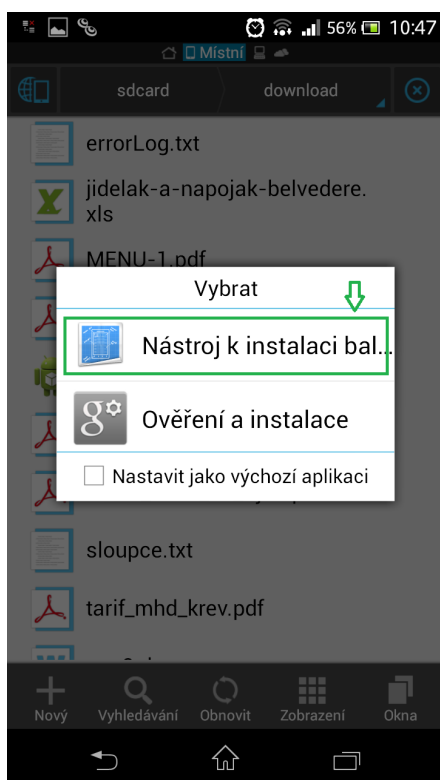 56% 10:47
Místní
sdcard
download
errorLog.txt
jidelak-a-napojak-belvedere.
xls
MENU-1.pdf
Vybrat
Nástroj k instalaci bal...
Ověření a instalace
Nastavit jako výchozí aplikaci
sloupce.txt
tarif_mhd_krev.pdf
Nový
Vyhledávání
Obnovit
Zobrazení
Okna